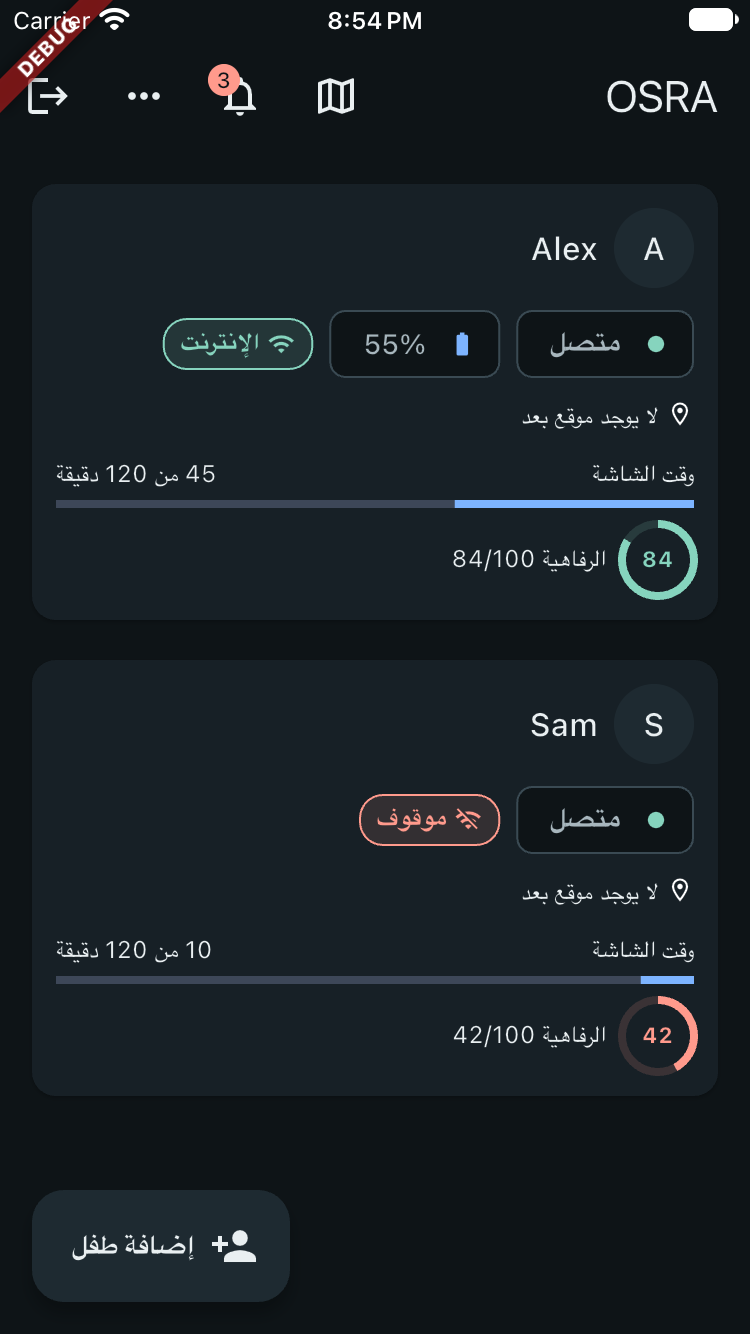 Carrier 8:54 PM
DEBUG
OSRA
3
Alex A
متصل 55% الإنترنت
لا يوجد موقع بعد
وقت الشاشة 45 من 120 دقيقة
84 الرفاهية 84/100
Sam S
متصل موقوف
لا يوجد موقع بعد
وقت الشاشة 10 من 120 دقيقة
42 الرفاهية 42/100
إضافة طفل